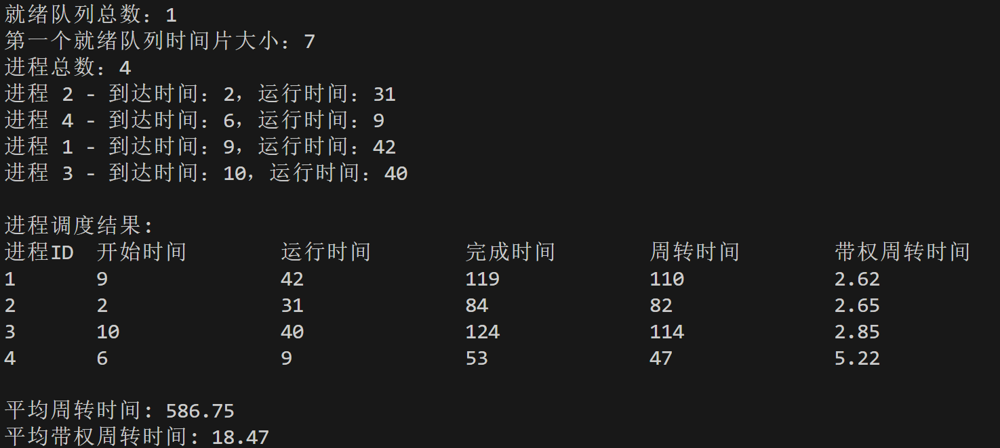 就绪队列总数：1
第一个就绪队列时间片大小：7
进程总数：4
进程 2 - 到达时间：2，运行时间：31
进程 4 - 到达时间：6，运行时间：9
进程 1 - 到达时间：9，运行时间：42
进程 3 - 到达时间：10，运行时间：40
进程调度结果:
进程ID 开始时间 运行时间 完成时间 周转时间 带权周转时间
1 9 42 119 110 2.62
2 2 31 84 82 2.65
3 10 40 124 114 2.85
4 6 9 53 47 5.22
平均周转时间: 586.75
平均带权周转时间: 18.47